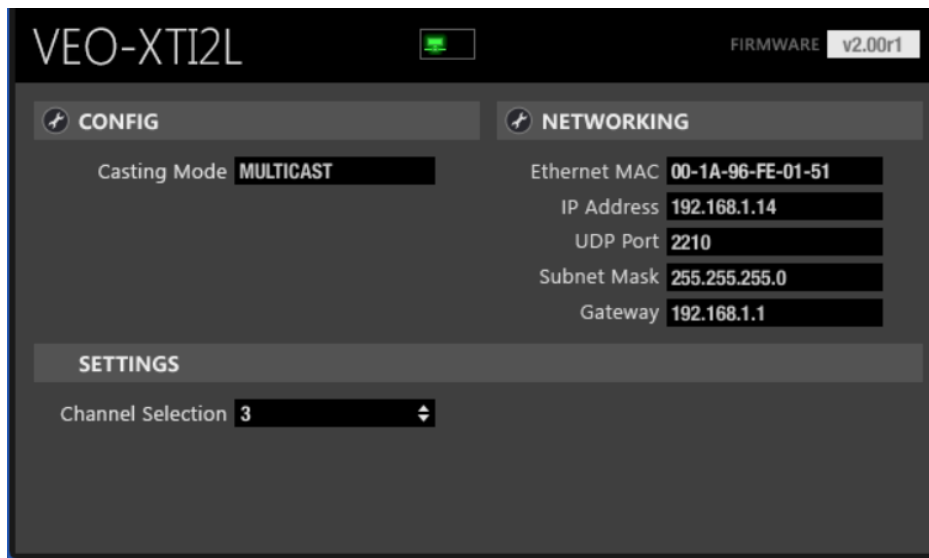 VEO-XTI2L
FIRMWARE v2.00r1
CONFIG
Casting Mode MULTICAST
NETWORKING
Ethernet MAC 00-1A-96-FE-01-51
IP Address 192.168.1.14
UDP Port 2210
Subnet Mask 255.255.255.0
Gateway 192.168.1.1
SETTINGS
Channel Selection 3